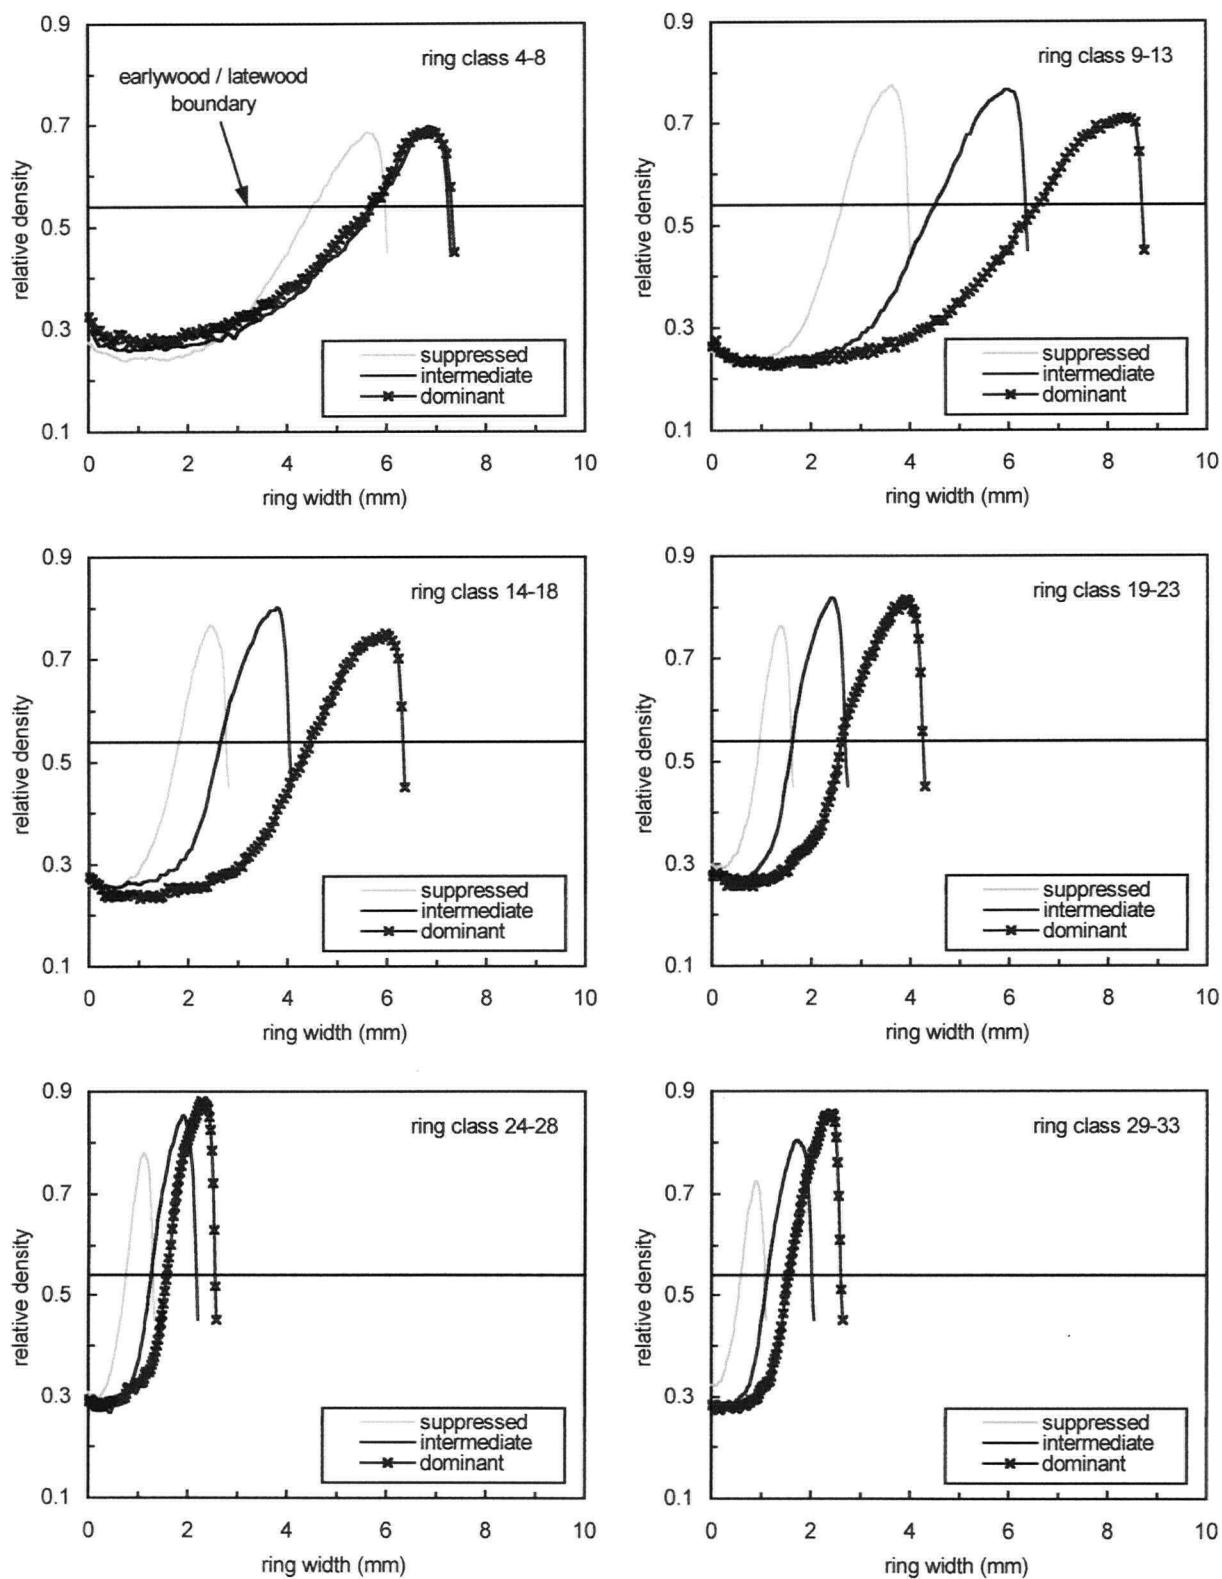 0.9
0.7
0.5
0.3
0.1
relative density
ring class 4-8
earlywood / latewood
boundary
suppressed
intermediate
dominant
0 2 4 6 8 10
ring width (mm)
0.9
0.7
0.5
0.3
0.1
relative density
ring class 9-13
suppressed
intermediate
dominant
0 2 4 6 8 10
ring width (mm)
0.9
0.7
0.5
0.3
0.1
relative density
ring class 14-18
suppressed
intermediate
dominant
0 2 4 6 8 10
ring width (mm)
0.9
0.7
0.5
0.3
0.1
relative density
ring class 19-23
suppressed
intermediate
dominant
0 2 4 6 8 10
ring width (mm)
0.9
0.7
0.5
0.3
0.1
relative density
ring class 24-28
suppressed
intermediate
dominant
0 2 4 6 8 10
ring width (mm)
0.9
0.7
0.5
0.3
0.1
relative density
ring class 29-33
suppressed
intermediate
dominant
0 2 4 6 8 10
ring width (mm)